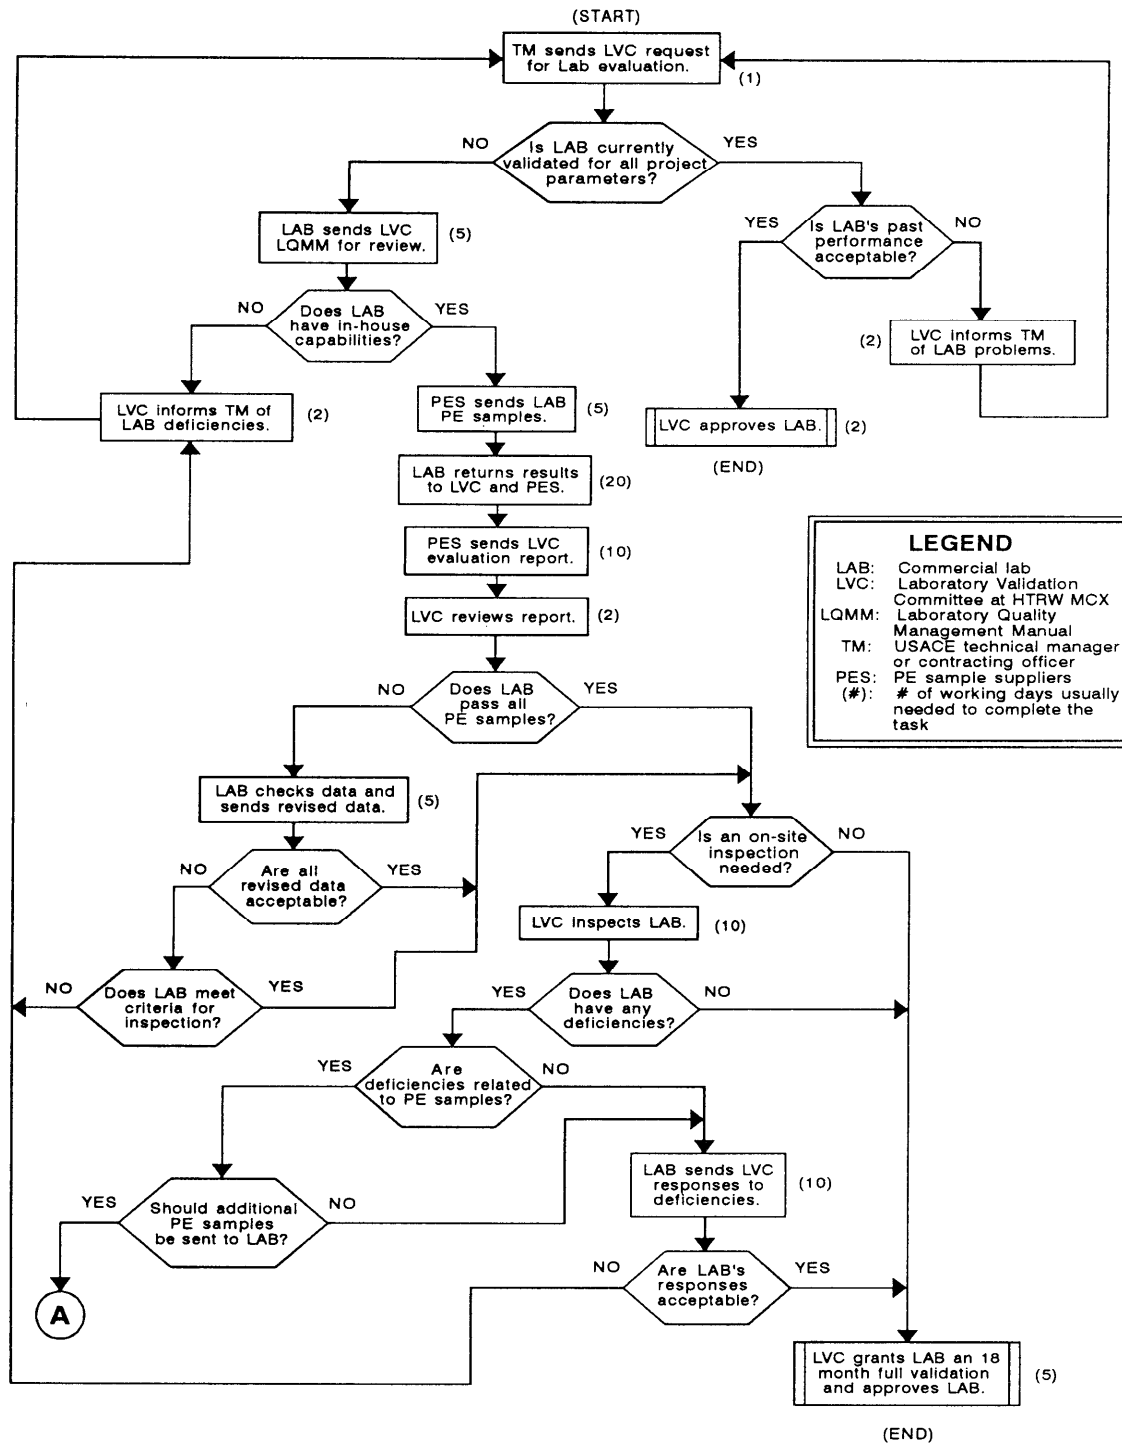 (START)
TM sends LVC request
for Lab evaluation.
(1)
NO
YES
Is LAB currently
validated for all project
parameters?
LAB sends LVC
LQMM for review.
(5)
YES
NO
Is LAB's past
performance
acceptable?
NO
YES
Does LAB
have in-house
capabilities?
(2)
LVC informs TM
of LAB problems.
LVC informs TM of
LAB deficiencies.
(2)
PES sends LAB
PE samples.
(5)
LVC approves LAB.
(2)
(END)
LAB returns results
to LVC and PES.
(20)
PES sends LVC
evaluation report.
(10)
LVC reviews report.
(2)
LEGEND
LAB: Commercial lab
LVC: Laboratory Validation
Committee at HTRW MCX
LQMM: Laboratory Quality
Management Manual
TM: USACE technical manager
or contracting officer
PES: PE sample suppliers
(#): # of working days usually
needed to complete the
task
NO
YES
Does LAB
pass all
PE samples?
LAB checks data and
sends revised data.
(5)
YES
NO
Is an on-site
inspection
needed?
NO
YES
Are all
revised data
acceptable?
LVC inspects LAB.
(10)
NO
YES
Does LAB meet
criteria for
inspection?
YES
NO
Does LAB
have any
deficiencies?
YES
NO
Are
deficiencies related
to PE samples?
LAB sends LVC
responses to
deficiencies.
(10)
YES
NO
Should additional
PE samples
be sent to LAB?
NO
YES
Are LAB's
responses
acceptable?
A
LVC grants LAB an 18
month full validation
and approves LAB.
(5)
(END)